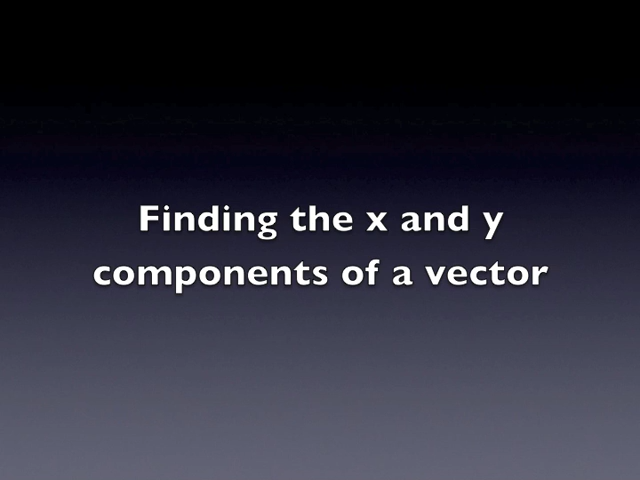 Finding the x and y
components of a vector